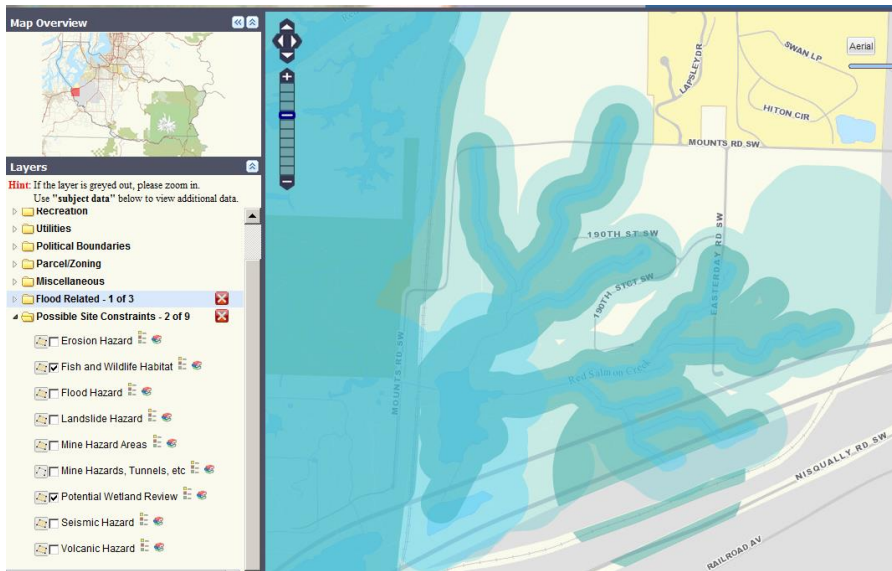 Map Overview
Layers
Hint: If the layer is greyed out, please zoom in.
Use "subject data" below to view additional data.
Recreation
Utilities
Political Boundaries
Parcel/Zoning
Miscellaneous
Flood Related - 1 of 3
Possible Site Constraints - 2 of 9
Erosion Hazard
Fish and Wildlife Habitat
Flood Hazard
Landslide Hazard
Mine Hazard Areas
Mine Hazards, Tunnels, etc
Potential Wetland Review
Seismic Hazard
Volcanic Hazard
Aerial
SWAN LP
LAPSLEY DR
HITON CIR
MOUNTS RD SW
190TH ST SW
EASTERDAY RD SW
190TH STCT SW
MOUNTS RD SW
Red Salmon Creek
NISQUALLY RD SW
RAILROAD AV